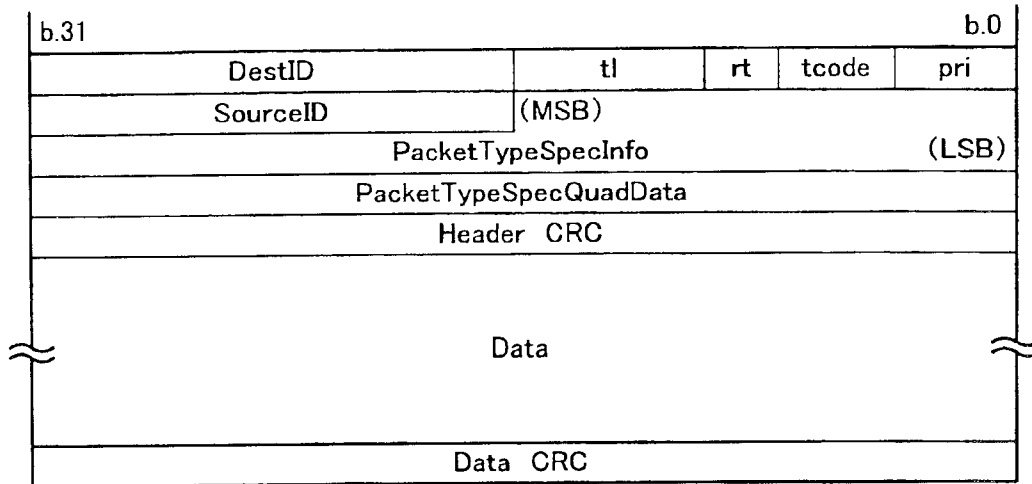 b.31 b.0
DestID tl rt tcode pri
SourceID (MSB)
PacketTypeSpecInfo (LSB)
PacketTypeSpecQuadData
Header CRC
Data
Data CRC